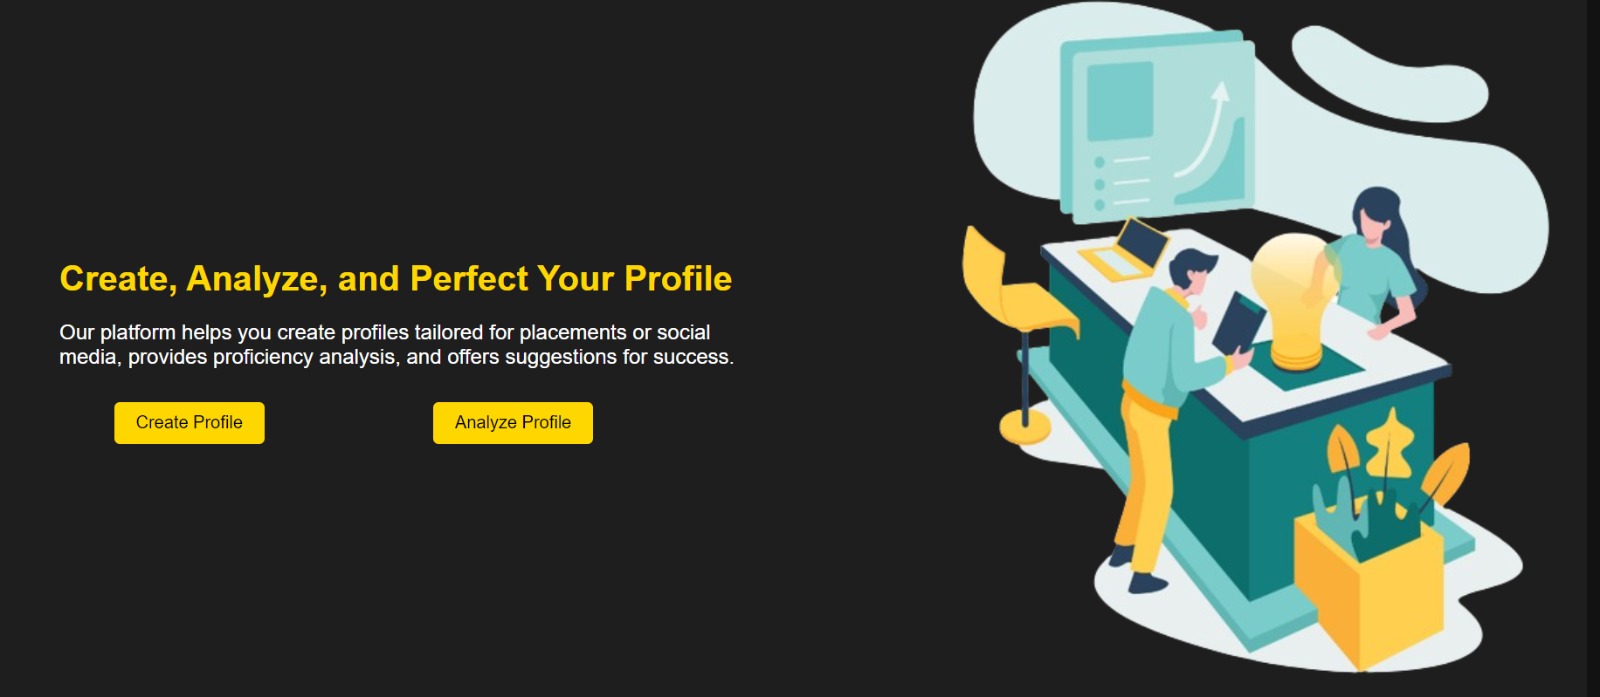 Create, Analyze, and Perfect Your Profile
Our platform helps you create profiles tailored for placements or social
media, provides proficiency analysis, and offers suggestions for success.
Create Profile
Analyze Profile